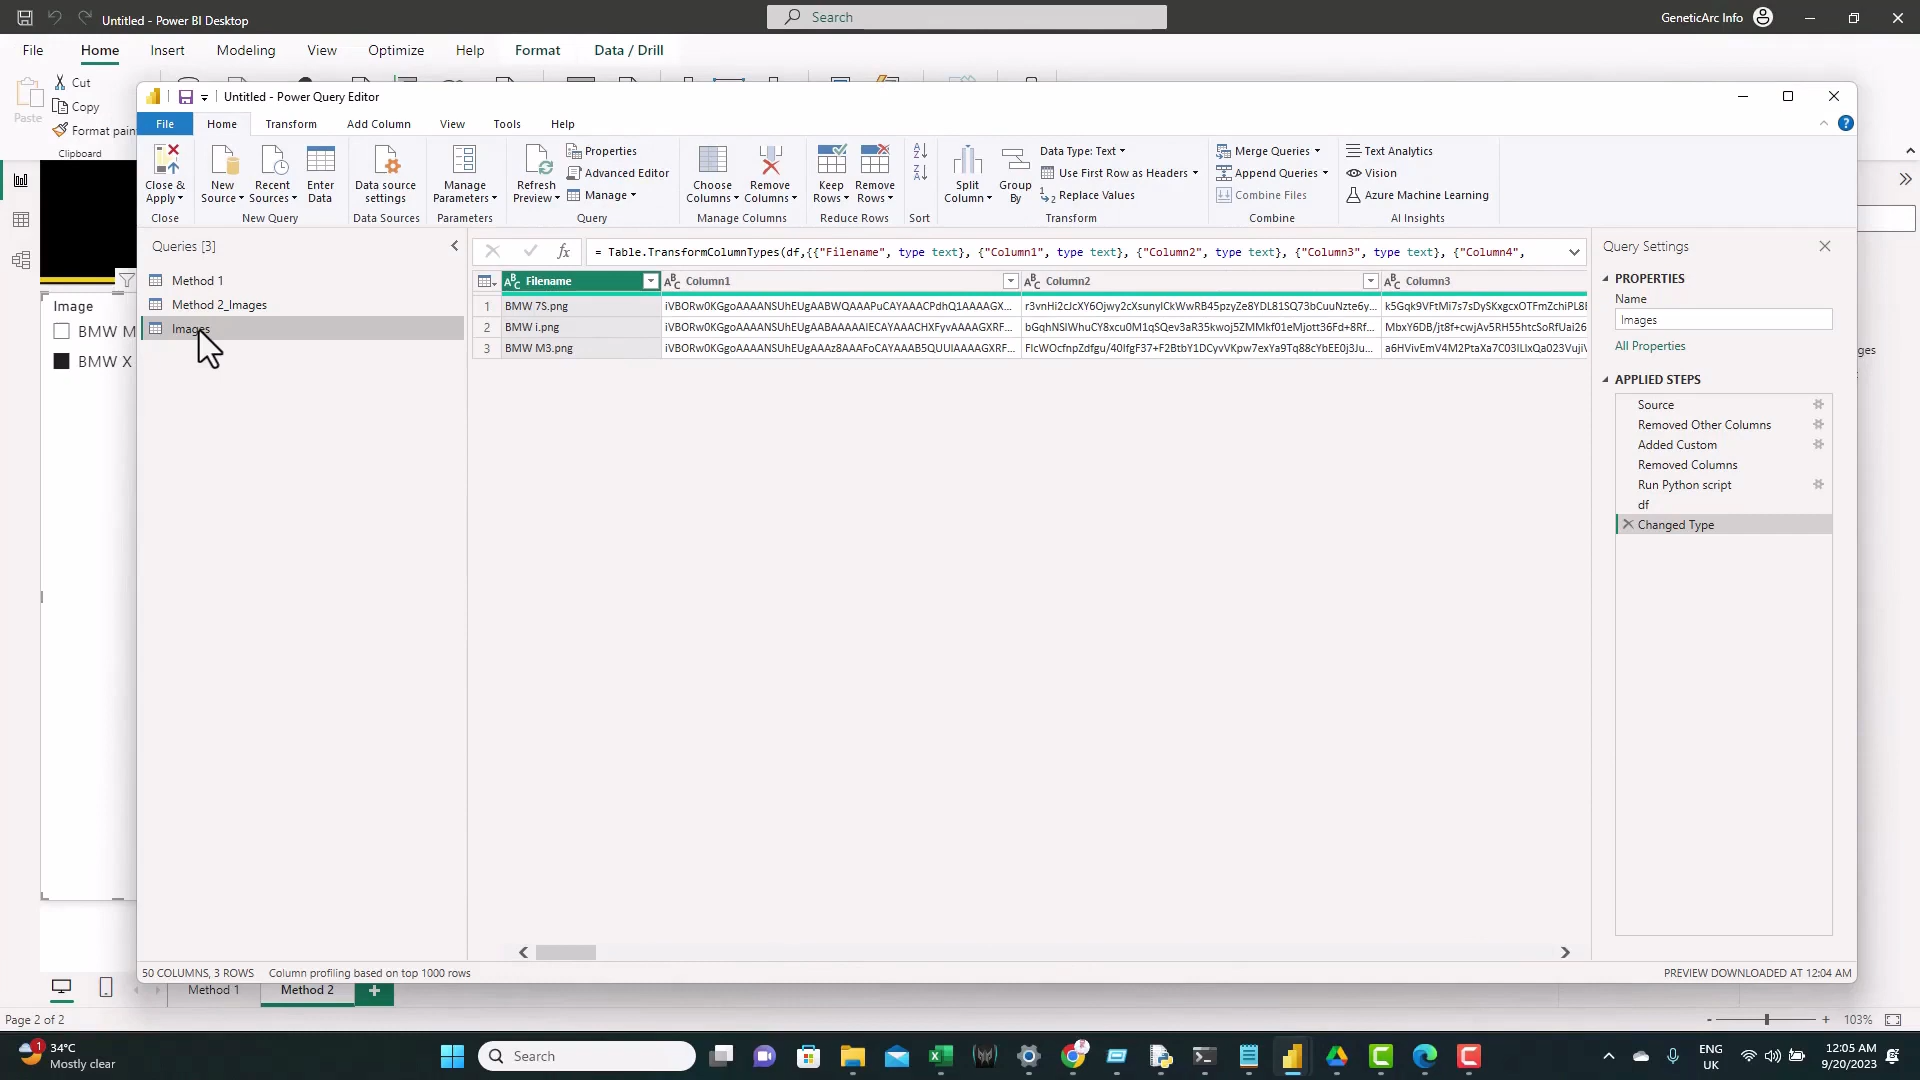 Untitled - Power BI Desktop
Search
GeneticArc Info
File Home Insert Modeling View Optimize Help Format Data / Drill
Paste
Cut
Copy
Format pain
Clipboard
Untitled - Power Query Editor
File Home Transform Add Column View Tools Help
Close & Apply
Close
New Source
Recent Sources
Enter Data
New Query
Data source settings
Data Sources
Manage Parameters
Parameters
Refresh Preview
Properties
Advanced Editor
Manage
Query
Choose Columns
Remove Columns
Manage Columns
Keep Rows
Remove Rows
Reduce Rows
Sort
Split Column
Group By
Data Type: Text
Use First Row as Headers
Replace Values
Transform
Merge Queries
Append Queries
Combine Files
Combine
Text Analytics
Vision
Azure Machine Learning
AI Insights
Queries [3]
Method 1
Method 2_Images
Images
= Table.TransformColumnTypes(df,{{"Filename", type text}, {"Column1", type text}, {"Column2", type text}, {"Column3", type text}, {"Column4",
Filename Column1 Column2 Column3
1 BMW 7S.png
2 BMW i.png
3 BMW M3.png
Query Settings
PROPERTIES
Name
Images
All Properties
APPLIED STEPS
Source
Removed Other Columns
Added Custom
Removed Columns
Run Python script
df
Changed Type
Image
BMW M
BMW X
ges
50 COLUMNS, 3 ROWS Column profiling based on top 1000 rows
PREVIEW DOWNLOADED AT 12:04 AM
Method 1
Method 2
Page 2 of 2
103%
1
34°C
Mostly clear
Search
ENG
UK
12:05 AM
9/20/2023